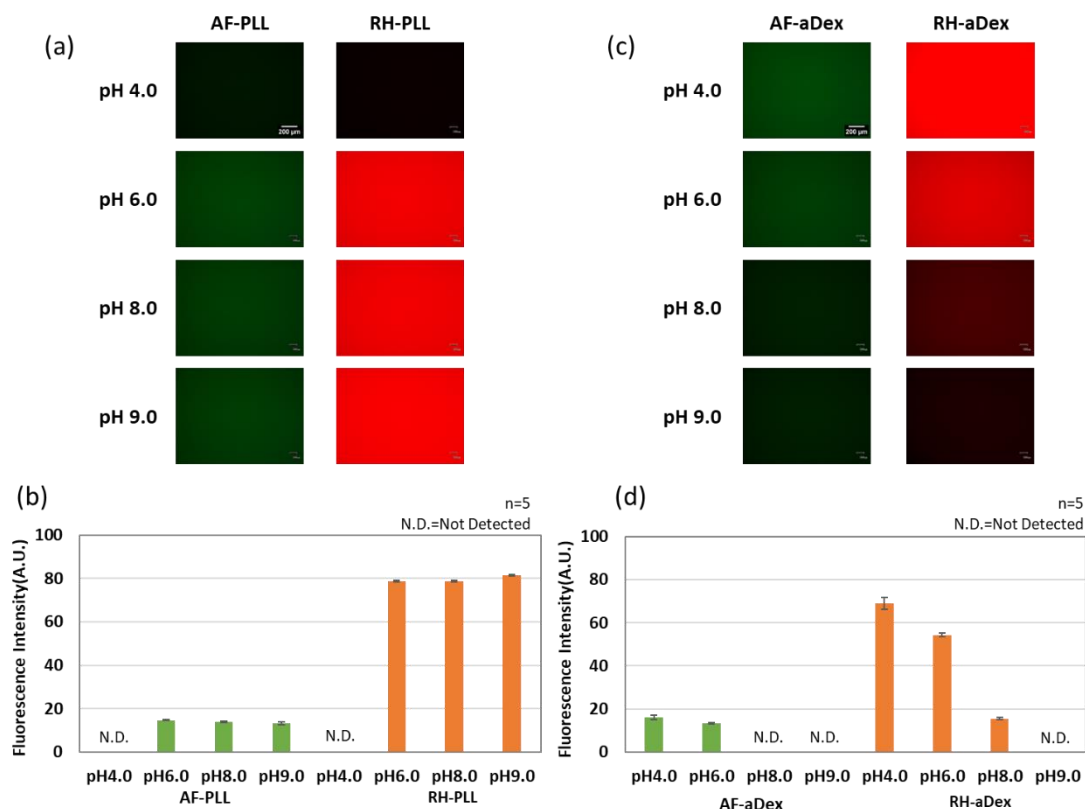 (a)
AF-PLL RH-PLL
pH 4.0
200 μm
pH 6.0
pH 8.0
pH 9.0
(b)
n=5
N.D.=Not Detected
Fluorescence Intensity(A.U.)
100
80
60
40
20
0
N.D. N.D.
pH4.0 pH6.0 pH8.0 pH9.0 pH4.0 pH6.0 pH8.0 pH9.0
AF-PLL RH-PLL
(c)
AF-aDex RH-aDex
pH 4.0
200 μm
pH 6.0
pH 8.0
pH 9.0
(d)
n=5
N.D.=Not Detected
Fluorescence Intensity(A.U.)
100
80
60
40
20
0
N.D. N.D. N.D.
pH4.0 pH6.0 pH8.0 pH9.0 pH4.0 pH6.0 pH8.0 pH9.0
AF-aDex RH-aDex